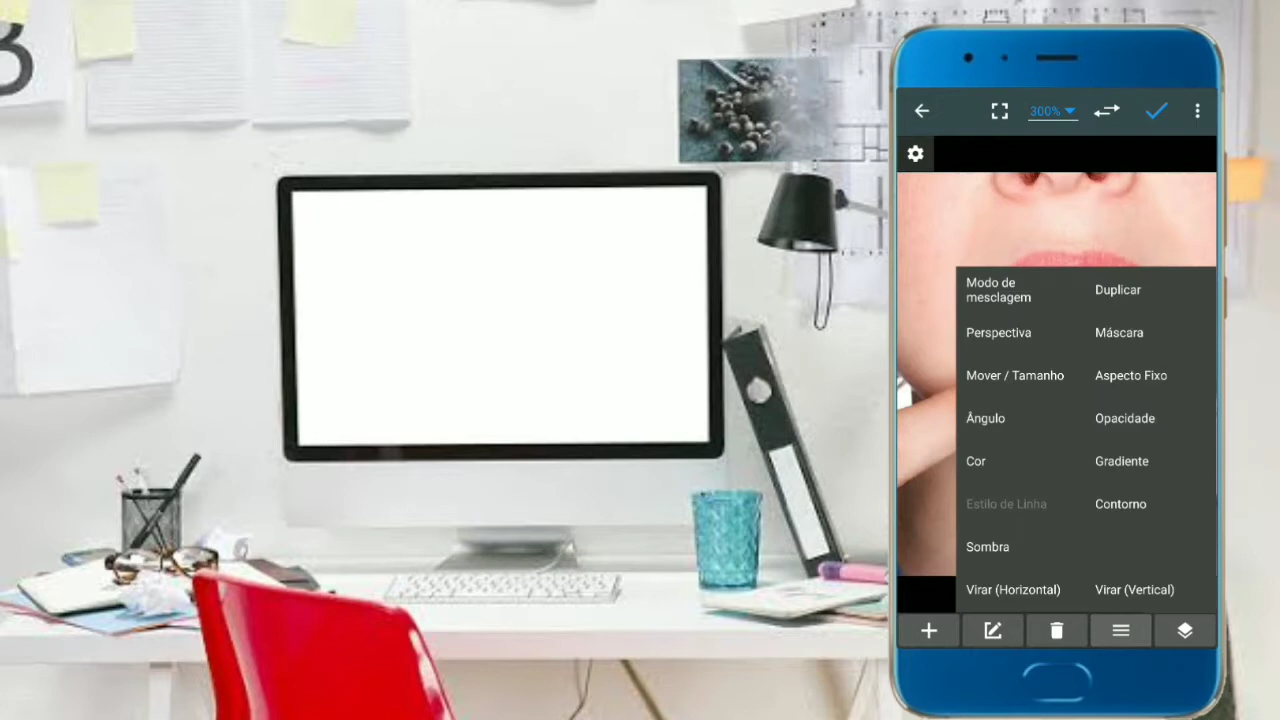 B
300%
Modo de
mesclagem
Duplicar
Perspectiva
Máscara
Mover / Tamanho
Aspecto Fixo
Ângulo
Opacidade
Cor
Gradiente
Estilo de Linha
Contorno
Sombra
Virar (Horizontal)
Virar (Vertical)